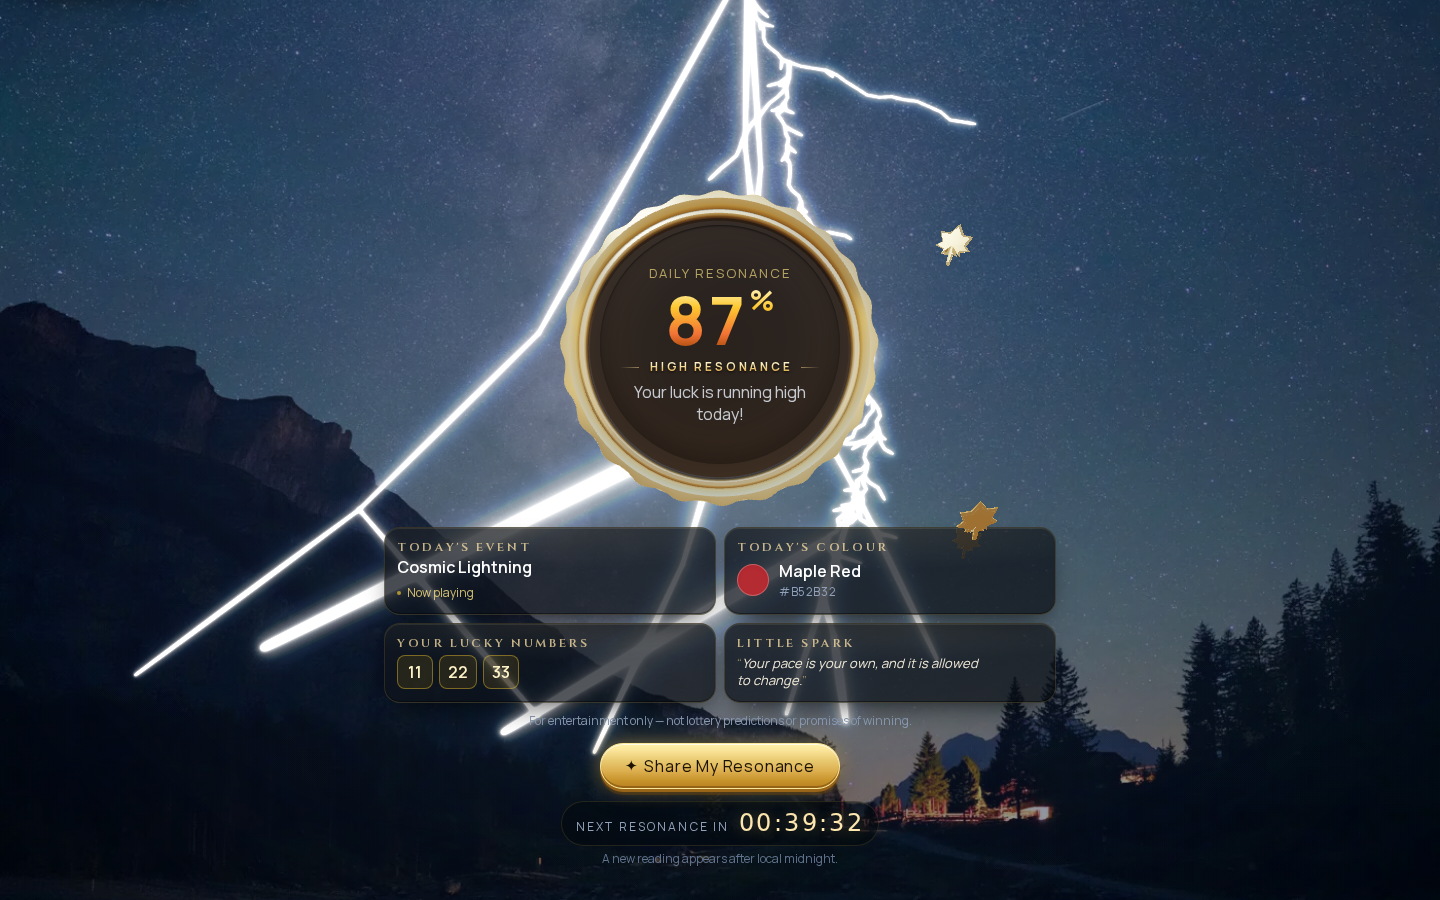 DAILY RESONANCE
87%
HIGH RESONANCE
Your luck is running high
today!
TODAY'S EVENT
Cosmic Lightning
Now playing
TODAY'S COLOUR
Maple Red
#B52B32
YOUR LUCKY NUMBERS
11 22 33
LITTLE SPARK
"Your pace is your own, and it is allowed
to change."
For entertainment only — not lottery predictions or promises of winning.
✦ Share My Resonance
NEXT RESONANCE IN 00:39:32
A new reading appears after local midnight.